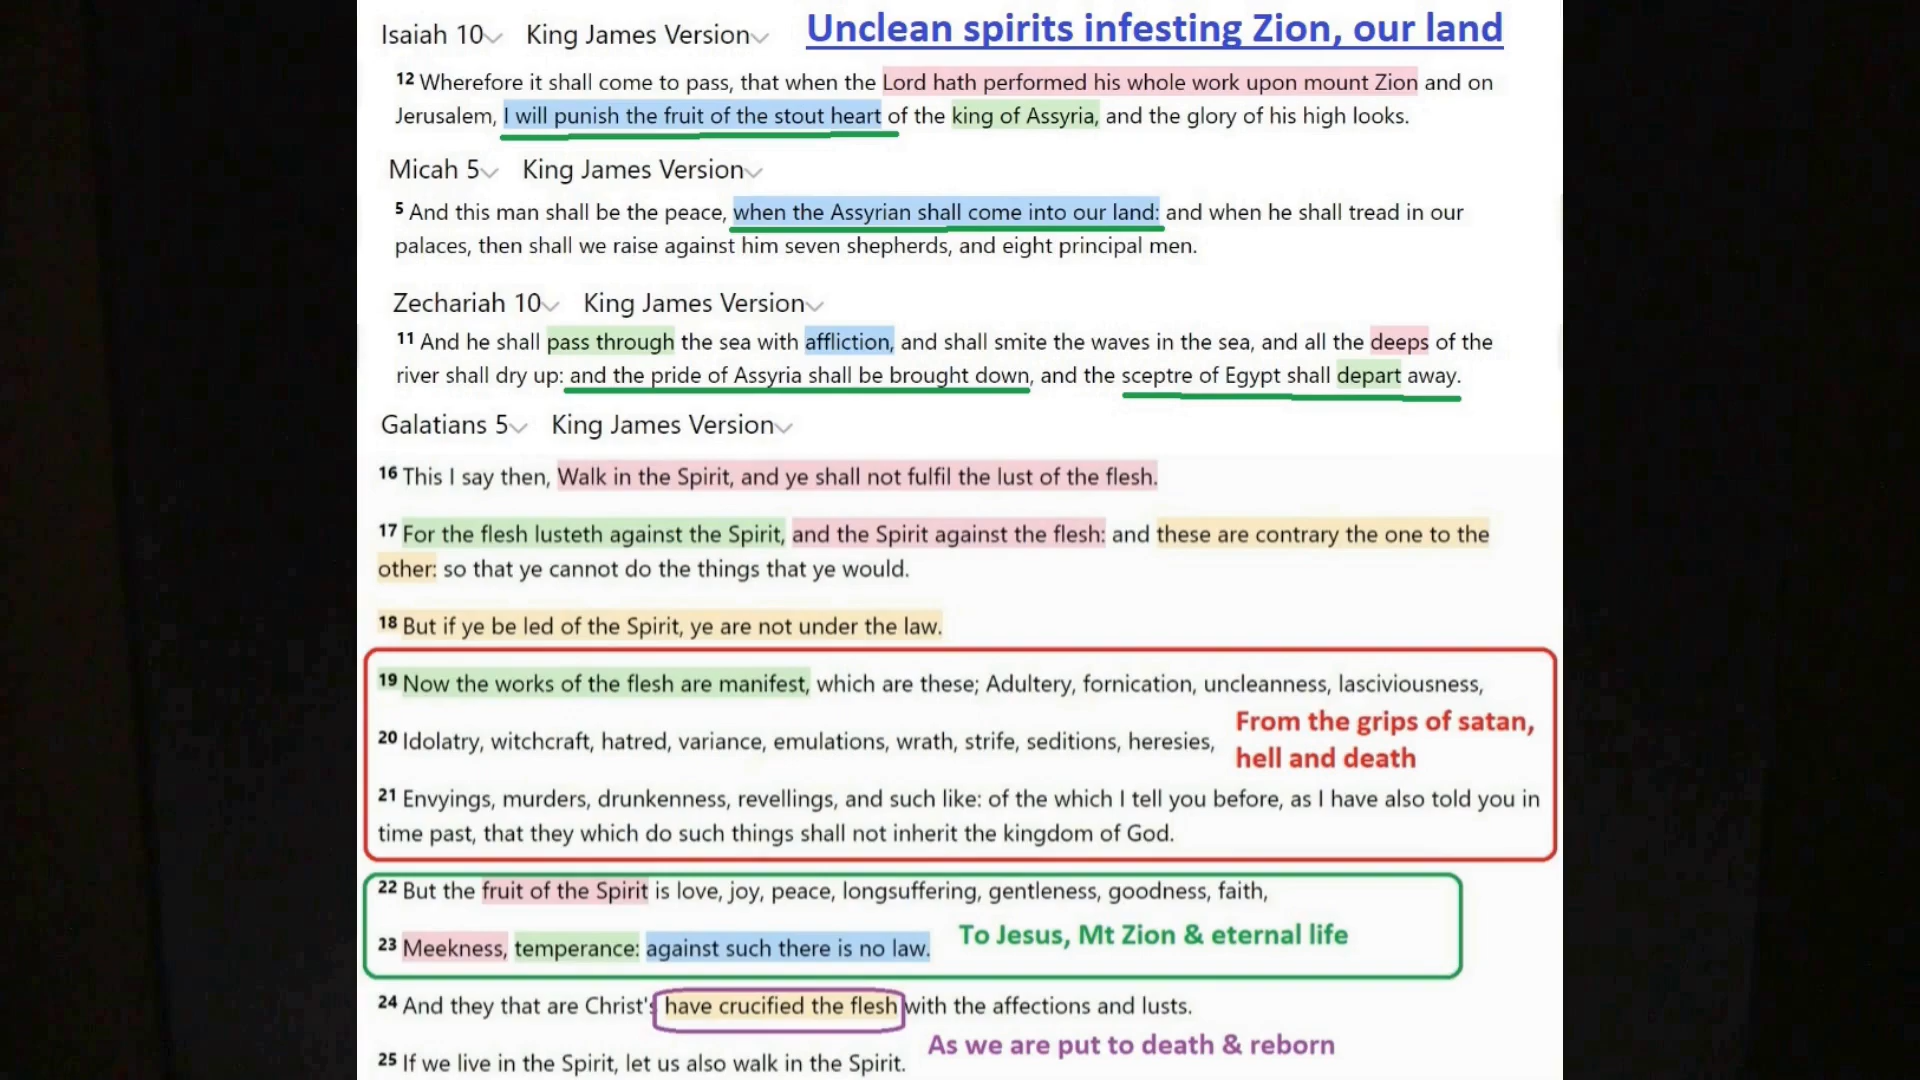 Isaiah 10 King James Version Unclean spirits infesting Zion, our land
12 Wherefore it shall come to pass, that when the Lord hath performed his whole work upon mount Zion and on
Jerusalem, I will punish the fruit of the stout heart of the king of Assyria, and the glory of his high looks.
Micah 5 King James Version
5 And this man shall be the peace, when the Assyrian shall come into our land: and when he shall tread in our
palaces, then shall we raise against him seven shepherds, and eight principal men.
Zechariah 10 King James Version
11 And he shall pass through the sea with affliction, and shall smite the waves in the sea, and all the deeps of the
river shall dry up: and the pride of Assyria shall be brought down, and the sceptre of Egypt shall depart away.
Galatians 5 King James Version
16 This I say then, Walk in the Spirit, and ye shall not fulfil the lust of the flesh.
17 For the flesh lusteth against the Spirit, and the Spirit against the flesh: and these are contrary the one to the
other: so that ye cannot do the things that ye would.
18 But if ye be led of the Spirit, ye are not under the law.
19 Now the works of the flesh are manifest, which are these; Adultery, fornication, uncleanness, lasciviousness,
20 Idolatry, witchcraft, hatred, variance, emulations, wrath, strife, seditions, heresies,
From the grips of satan,
hell and death
21 Envyings, murders, drunkenness, revellings, and such like: of the which I tell you before, as I have also told you in
time past, that they which do such things shall not inherit the kingdom of God.
22 But the fruit of the Spirit is love, joy, peace, longsuffering, gentleness, goodness, faith,
23 Meekness, temperance: against such there is no law.
To Jesus, Mt Zion & eternal life
24 And they that are Christ's have crucified the flesh with the affections and lusts.
As we are put to death & reborn
25 If we live in the Spirit, let us also walk in the Spirit.